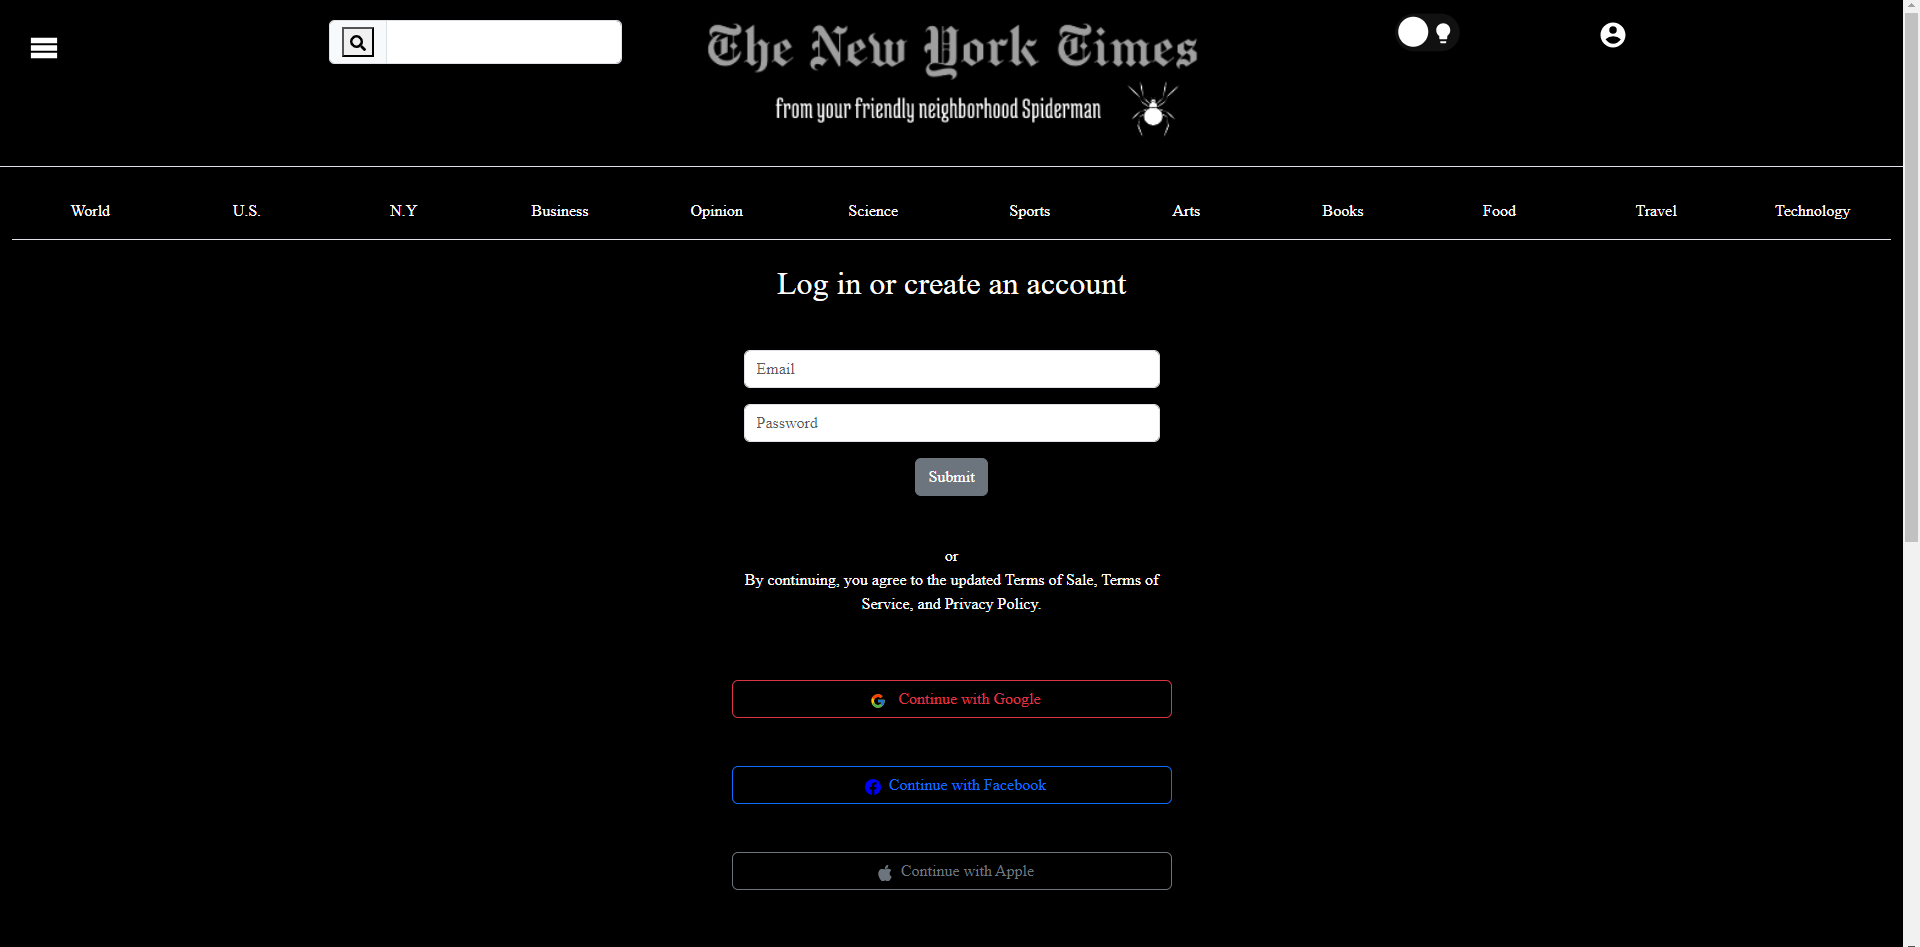 The New York Times
from your friendly neighborhood Spiderman
World U.S. N.Y Business Opinion Science Sports Arts Books Food Travel Technology
Log in or create an account
Email
Password
Submit
or
By continuing, you agree to the updated Terms of Sale, Terms of
Service, and Privacy Policy.
Continue with Google
Continue with Facebook
Continue with Apple